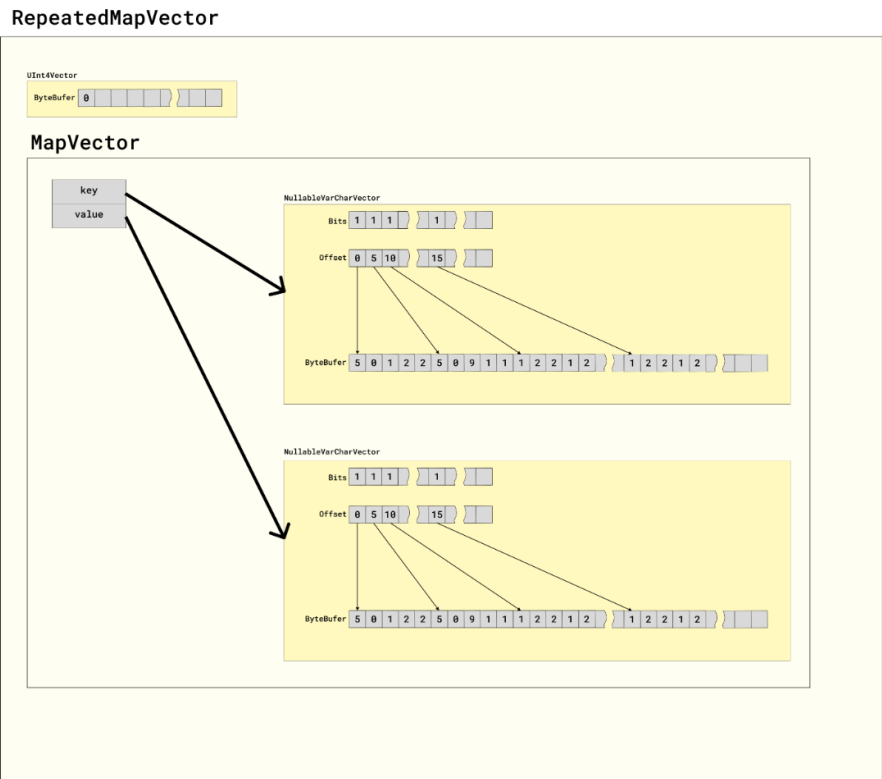 RepeatedMapVector
UInt4Vector
ByteBufer 0
MapVector
key
value
NullableVarCharVector
Bits 1 1 1 1
Offset 0 5 10 15
ByteBufer 5 0 1 2 2 5 0 9 1 1 1 2 2 1 2 1 2 2 1 2
NullableVarCharVector
Bits 1 1 1 1
Offset 0 5 10 15
ByteBufer 5 0 1 2 2 5 0 9 1 1 1 2 2 1 2 1 2 2 1 2